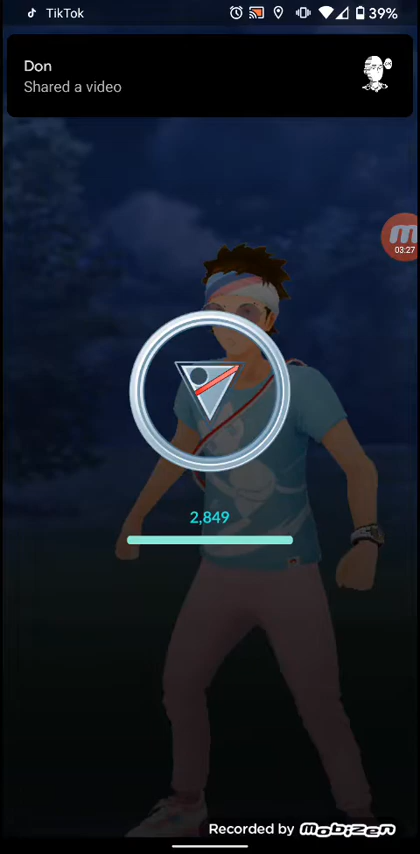 TikTok
39%
Don
Shared a video
03:27
2,849
Recorded by Mobizen